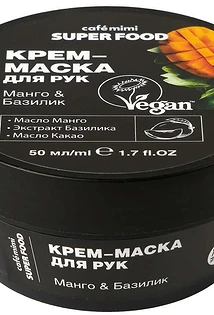 café mimi
SUPER FOOD
КРЕМ-
МАСКА
ДЛЯ РУК
Манго &
Базилик
Vegan
• Масло Манго
• Экстракт Базилика
• Масло Какао
50 мл/ml ℮ 1.7 fl.OZ
café mimi
SUPER FOOD
КРЕМ-МАСКА
ДЛЯ РУК
Манго & Базилик